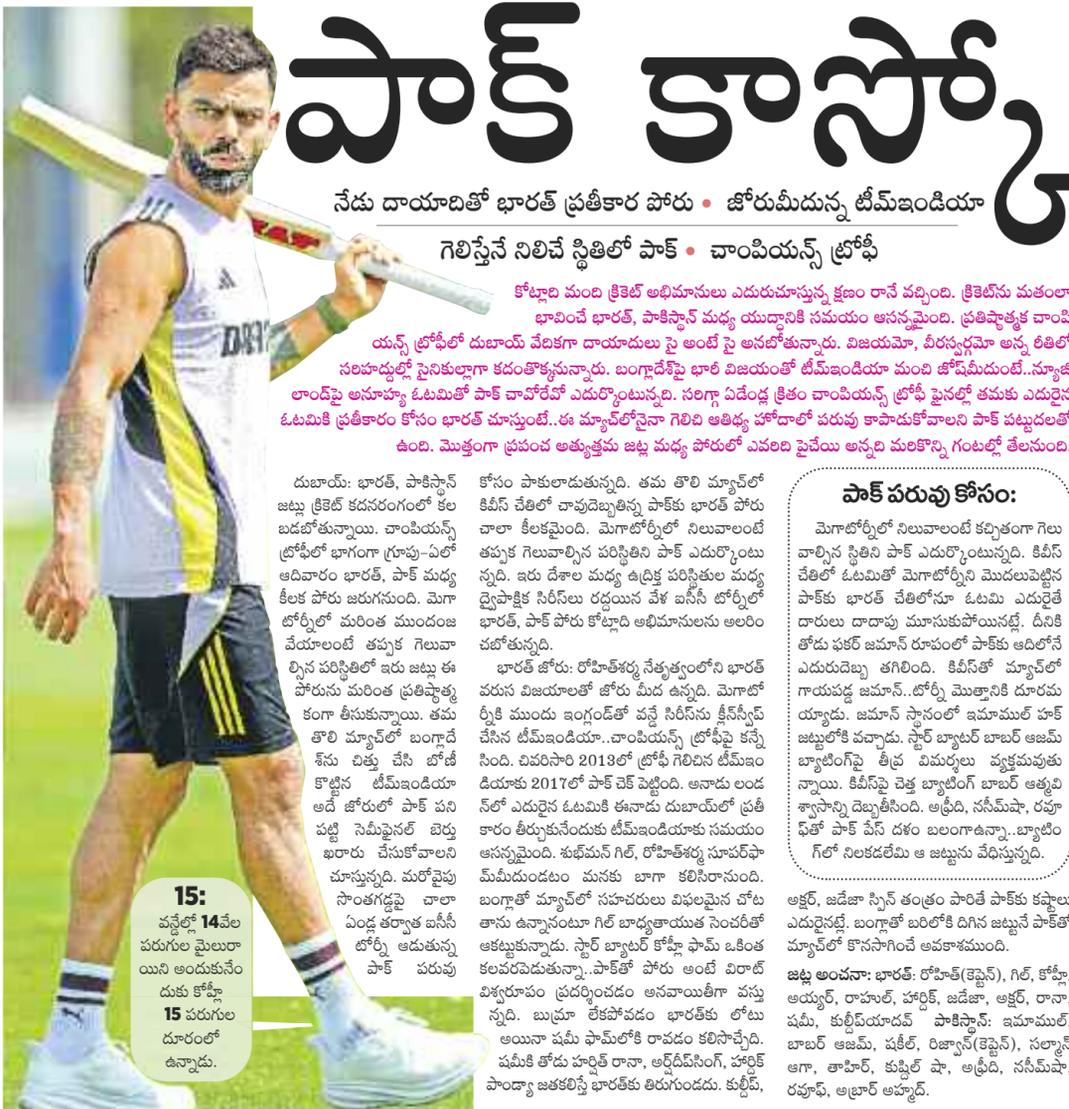 పాక్ కాస్కో
నేడు దాయాదితో భారత్ ప్రతీకార పోరు • జోరుమీదున్న టీమ్ఇండియా
గెలిస్తేనే నిలిచే స్థితిలో పాక్ • చాంపియన్స్ ట్రోఫీ
కోట్లాది మంది క్రికెట్ అభిమానులు ఎదురుచూస్తున్న క్షణం రానే వచ్చింది. క్రికెట్‌ను మతంలా
భావించే భారత్, పాకిస్థాన్ మధ్య యుద్ధానికి సమయం ఆసన్నమైంది. ప్రతిష్ఠాత్మక చాంపి
యన్స్ ట్రోఫీలో దుబాయ్ వేదికగా దాయాదులు సై అంటే సై అనబోతున్నారు. విజయమో, వీరస్వర్గమో అన్న రీతిలో
సరిహద్దుల్లో సైనికుల్లాగా కదంతొక్కనున్నారు. బంగ్లాదేశ్‌పై భారీ విజయంతో టీమ్ఇండియా మంచి జోష్‌మీదుంటే..న్యూజి
లాండ్‌పై అనూహ్య ఓటమితో పాక్ చావోరేవో ఎదుర్కొంటున్నది. సరిగ్గా ఏడేండ్ల క్రితం చాంపియన్స్ ట్రోఫీ ఫైనల్లో తమకు ఎదురైన
ఓటమికి ప్రతీకారం కోసం భారత్ చూస్తుంటే..ఈ మ్యాచ్‌లోనైనా గెలిచి ఆతిథ్య హోదాలో పరువు కాపాడుకోవాలని పాక్ పట్టుదలతో
ఉంది. మొత్తంగా ప్రపంచ అత్యుత్తమ జట్ల మధ్య పోరులో ఎవరిది పైచేయి అన్నది మరికొన్ని గంటల్లో తేలనుంది.
దుబాయ్: భారత్, పాకిస్థాన్
జట్లు క్రికెట్ కదనరంగంలో కల
బడబోతున్నాయి. చాంపియన్స్
ట్రోఫీలో భాగంగా గ్రూపు-ఏలో
ఆదివారం భారత్, పాక్ మధ్య
కీలక పోరు జరుగనుంది. మెగా
టోర్నీలో మరింత ముందంజ
వేయాలంటే తప్పక గెలువా
ల్సిన పరిస్థితిలో ఇరు జట్లు ఈ
పోరును మరింత ప్రతిష్ఠాత్మ
కంగా తీసుకున్నాయి. తమ
తొలి మ్యాచ్‌లో బంగ్లాదే
శ్‌ను చిత్తు చేసి బోణీ
కొట్టిన టీమ్ఇండియా
అదే జోరులో పాక్ పని
పట్టి సెమీఫైనల్ బెర్తు
ఖరారు చేసుకోవాలని
చూస్తున్నది. మరోవైపు
సొంతగడ్డపై చాలా
ఏండ్ల తర్వాత ఐసీసీ
టోర్నీ ఆడుతున్న
పాక్ పరువు
కోసం పాకులాడుతున్నది. తమ తొలి మ్యాచ్‌లో
కివీస్ చేతిలో చావుదెబ్బతిన్న పాక్‌కు భారత్ పోరు
చాలా కీలకమైంది. మెగాటోర్నీలో నిలువాలంటే
తప్పక గెలువాల్సిన పరిస్థితిని పాక్ ఎదుర్కొంటు
న్నది. ఇరు దేశాల మధ్య ఉద్రిక్త పరిస్థితుల మధ్య
ద్వైపాక్షిక సిరీస్‌లు రద్దయిన వేళ ఐసీసీ టోర్నీలో
భారత్, పాక్ పోరు కోట్లాది అభిమానులను అలరిం
చబోతున్నది.
భారత్ జోరు: రోహిత్‌శర్మ నేతృత్వంలోని భారత్
వరుస విజయాలతో జోరు మీద ఉన్నది. మెగాటో
ర్నీకి ముందు ఇంగ్లండ్‌తో వన్డే సిరీస్‌ను క్లీన్‌స్వీప్
చేసిన టీమ్ఇండియా..చాంపియన్స్ ట్రోఫీపై కన్నే
సింది. చివరిసారి 2013లో ట్రోఫీ గెలిచిన టీమ్ఇం
డియాకు 2017లో పాక్ చెక్ పెట్టింది. అనాడు లండ
న్‌లో ఎదురైన ఓటమికి ఈనాడు దుబాయ్‌లో ప్రతీ
కారం తీర్చుకునేందుకు టీమ్ఇండియాకు సమయం
ఆసన్నమైంది. శుభ్‌మన్ గిల్, రోహిత్‌శర్మ సూపర్‌ఫా
మ్‌మీదుండటం మనకు బాగా కలిసిరానుంది.
బంగ్లాతో మ్యాచ్‌లో సహచరులు విఫలమైన చోట
తాను ఉన్నానంటూ గిల్ బాధ్యతాయుత సెంచరీతో
ఆకట్టుకున్నాడు. స్టార్ బ్యాటర్ కోహ్లీ ఫామ్ ఒకింత
కలవరపెడుతున్నా..పాక్‌తో పోరు అంటే విరాట్
విశ్వరూపం ప్రదర్శించడం అనవాయితీగా వస్తు
న్నది. బుమ్రా లేకపోవడం భారత్‌కు లోటు
అయినా షమీ ఫామ్‌లోకి రావడం కలిసొచ్చేది.
షమీకి తోడు హర్షిత్ రానా, అర్ష్‌దీప్‌సింగ్, హార్దిక్
పాండ్యా జతకలిస్తే భారత్‌కు తిరుగుండదు. కుల్దీప్,
పాక్ పరువు కోసం:
మెగాటోర్నీలో నిలువాలంటే కచ్చితంగా గెలు
వాల్సిన స్థితిని పాక్ ఎదుర్కొంటున్నది. కివీస్
చేతిలో ఓటమితో మెగాటోర్నీని మొదలుపెట్టిన
పాక్‌కు భారత్ చేతిలోనూ ఓటమి ఎదురైతే
దారులు దాదాపు మూసుకుపోయినట్లే. దీనికి
తోడు ఫకర్ జమాన్ రూపంలో పాక్‌కు ఆదిలోనే
ఎదురుదెబ్బ తగిలింది. కివీస్‌తో మ్యాచ్‌లో
గాయపడ్డ జమాన్..టోర్నీ మొత్తానికి దూరమ
య్యాడు. జమాన్ స్థానంలో ఇమాముల్ హక్
జట్టులోకి వచ్చాడు. స్టార్ బ్యాటర్ బాబర్ ఆజమ్
బ్యాటింగ్‌పై తీవ్ర విమర్శలు వ్యక్తమవుతు
న్నాయి. కివీస్‌పై చెత్త బ్యాటింగ్ బాబర్ ఆత్మవి
శ్వాసాన్ని దెబ్బతీసింది. అఫ్రీది, నసీమ్‌షా, రవూ
ఫ్‌తో పాక్ పేస్ దళం బలంగాఉన్నా..బ్యాటిం
గ్‌లో నిలకడలేమి ఆ జట్టును వేధిస్తున్నది.
అక్షర్, జడేజా స్పిన్ తంత్రం పారితే పాక్‌కు కష్టాలు
ఎదురైనట్లే. బంగ్లాతో బరిలోకి దిగిన జట్టునే పాక్‌తో
మ్యాచ్‌లో కొనసాగించే అవకాశముంది.
జట్ల అంచనా: భారత్: రోహిత్(కెప్టెన్), గిల్, కోహ్లీ,
అయ్యర్, రాహుల్, హార్దిక్, జడేజా, అక్షర్, రానా,
షమీ, కుల్దీప్‌యాదవ్ పాకిస్థాన్: ఇమాముల్,
బాబర్ ఆజమ్, షకీల్, రిజ్వాన్(కెప్టెన్), సల్మాన్
ఆగా, తాహిర్, కుష్దిల్ షా, అఫ్రీది, నసీమ్‌షా,
రవూఫ్, అబ్రార్ అహ్మద్.
15:
వన్డేల్లో 14వేల
పరుగుల మైలురా
యిని అందుకునేం
దుకు కోహ్లీ
15 పరుగుల
దూరంలో
ఉన్నాడు.